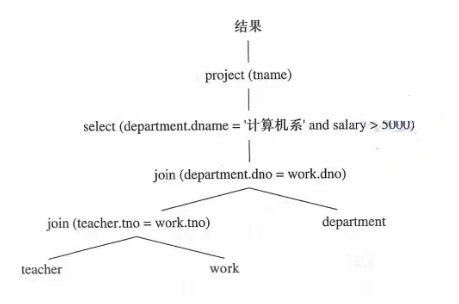 结果
project (tname)
select (department.dname = '计算机系' and salary > 5000)
join (department.dno = work.dno)
join (teacher.tno = work.tno)
department
teacher
work